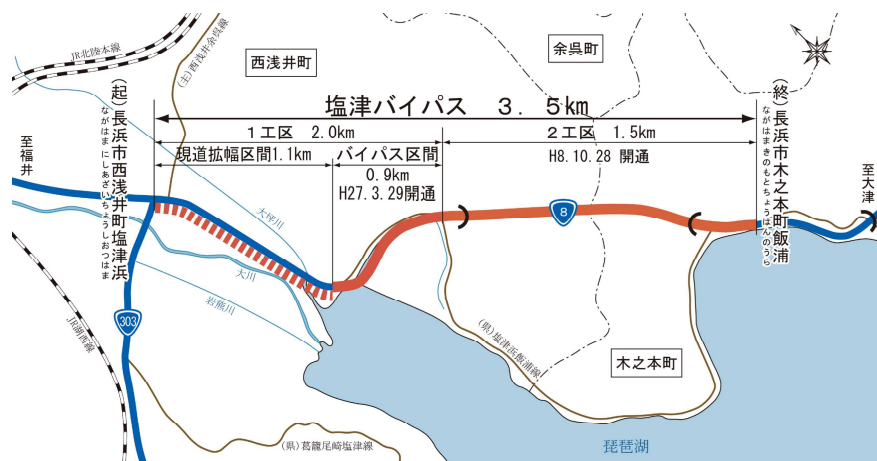 JR北陸本線
(主)西浅井余呉線
西浅井町
余呉町
塩津バイパス 3.5km
1工区 2.0km
2工区 1.5km
現道拡幅区間1.1km
バイパス区間
0.9km
H27.3.29開通
H8.10.28 開通
至福井
(起)長浜市西浅井町塩津浜
ながはまにしあざいちょうしおつはま
(終)長浜市木之本町飯浦
ながはまきのもとちょうはんのうら
至大津
大坪川
大川
岩熊川
8
303
JR湖西線
(県)塩津浜飯浦線
木之本町
(県)葛籠尾崎塩津線
琵琶湖